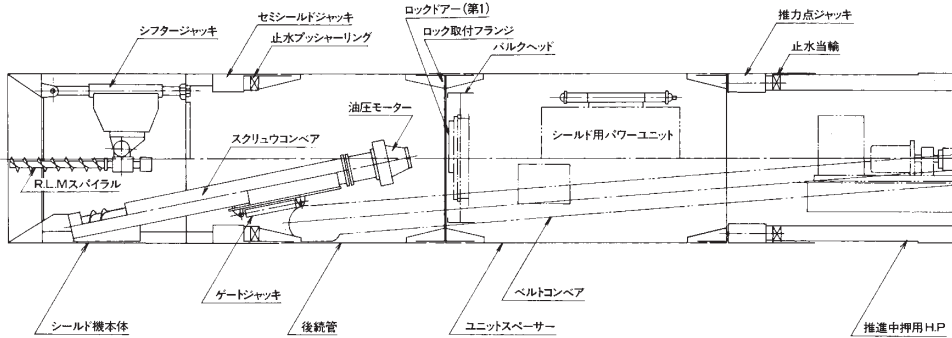 ロックドアー(第1)
セミシールドジャッキ
推力点ジャッキ
シフタージャッキ
止水プッシャーリング
ロック取付フランジ
止水当輪
バルクヘッド
油圧モーター
スクリュウコンベア
シールド用パワーユニット
R.L.Mスパイラル
ゲートジャッキ
ベルトコンベア
シールド機本体
後続管
ユニットスペーサー
推進中押用H.P